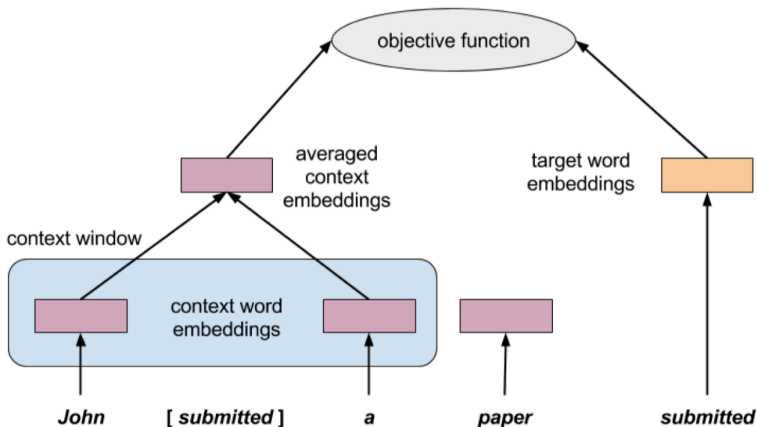 objective function
averaged
context
embeddings
target word
embeddings
context window
context word
embeddings
John [ submitted ] a paper submitted